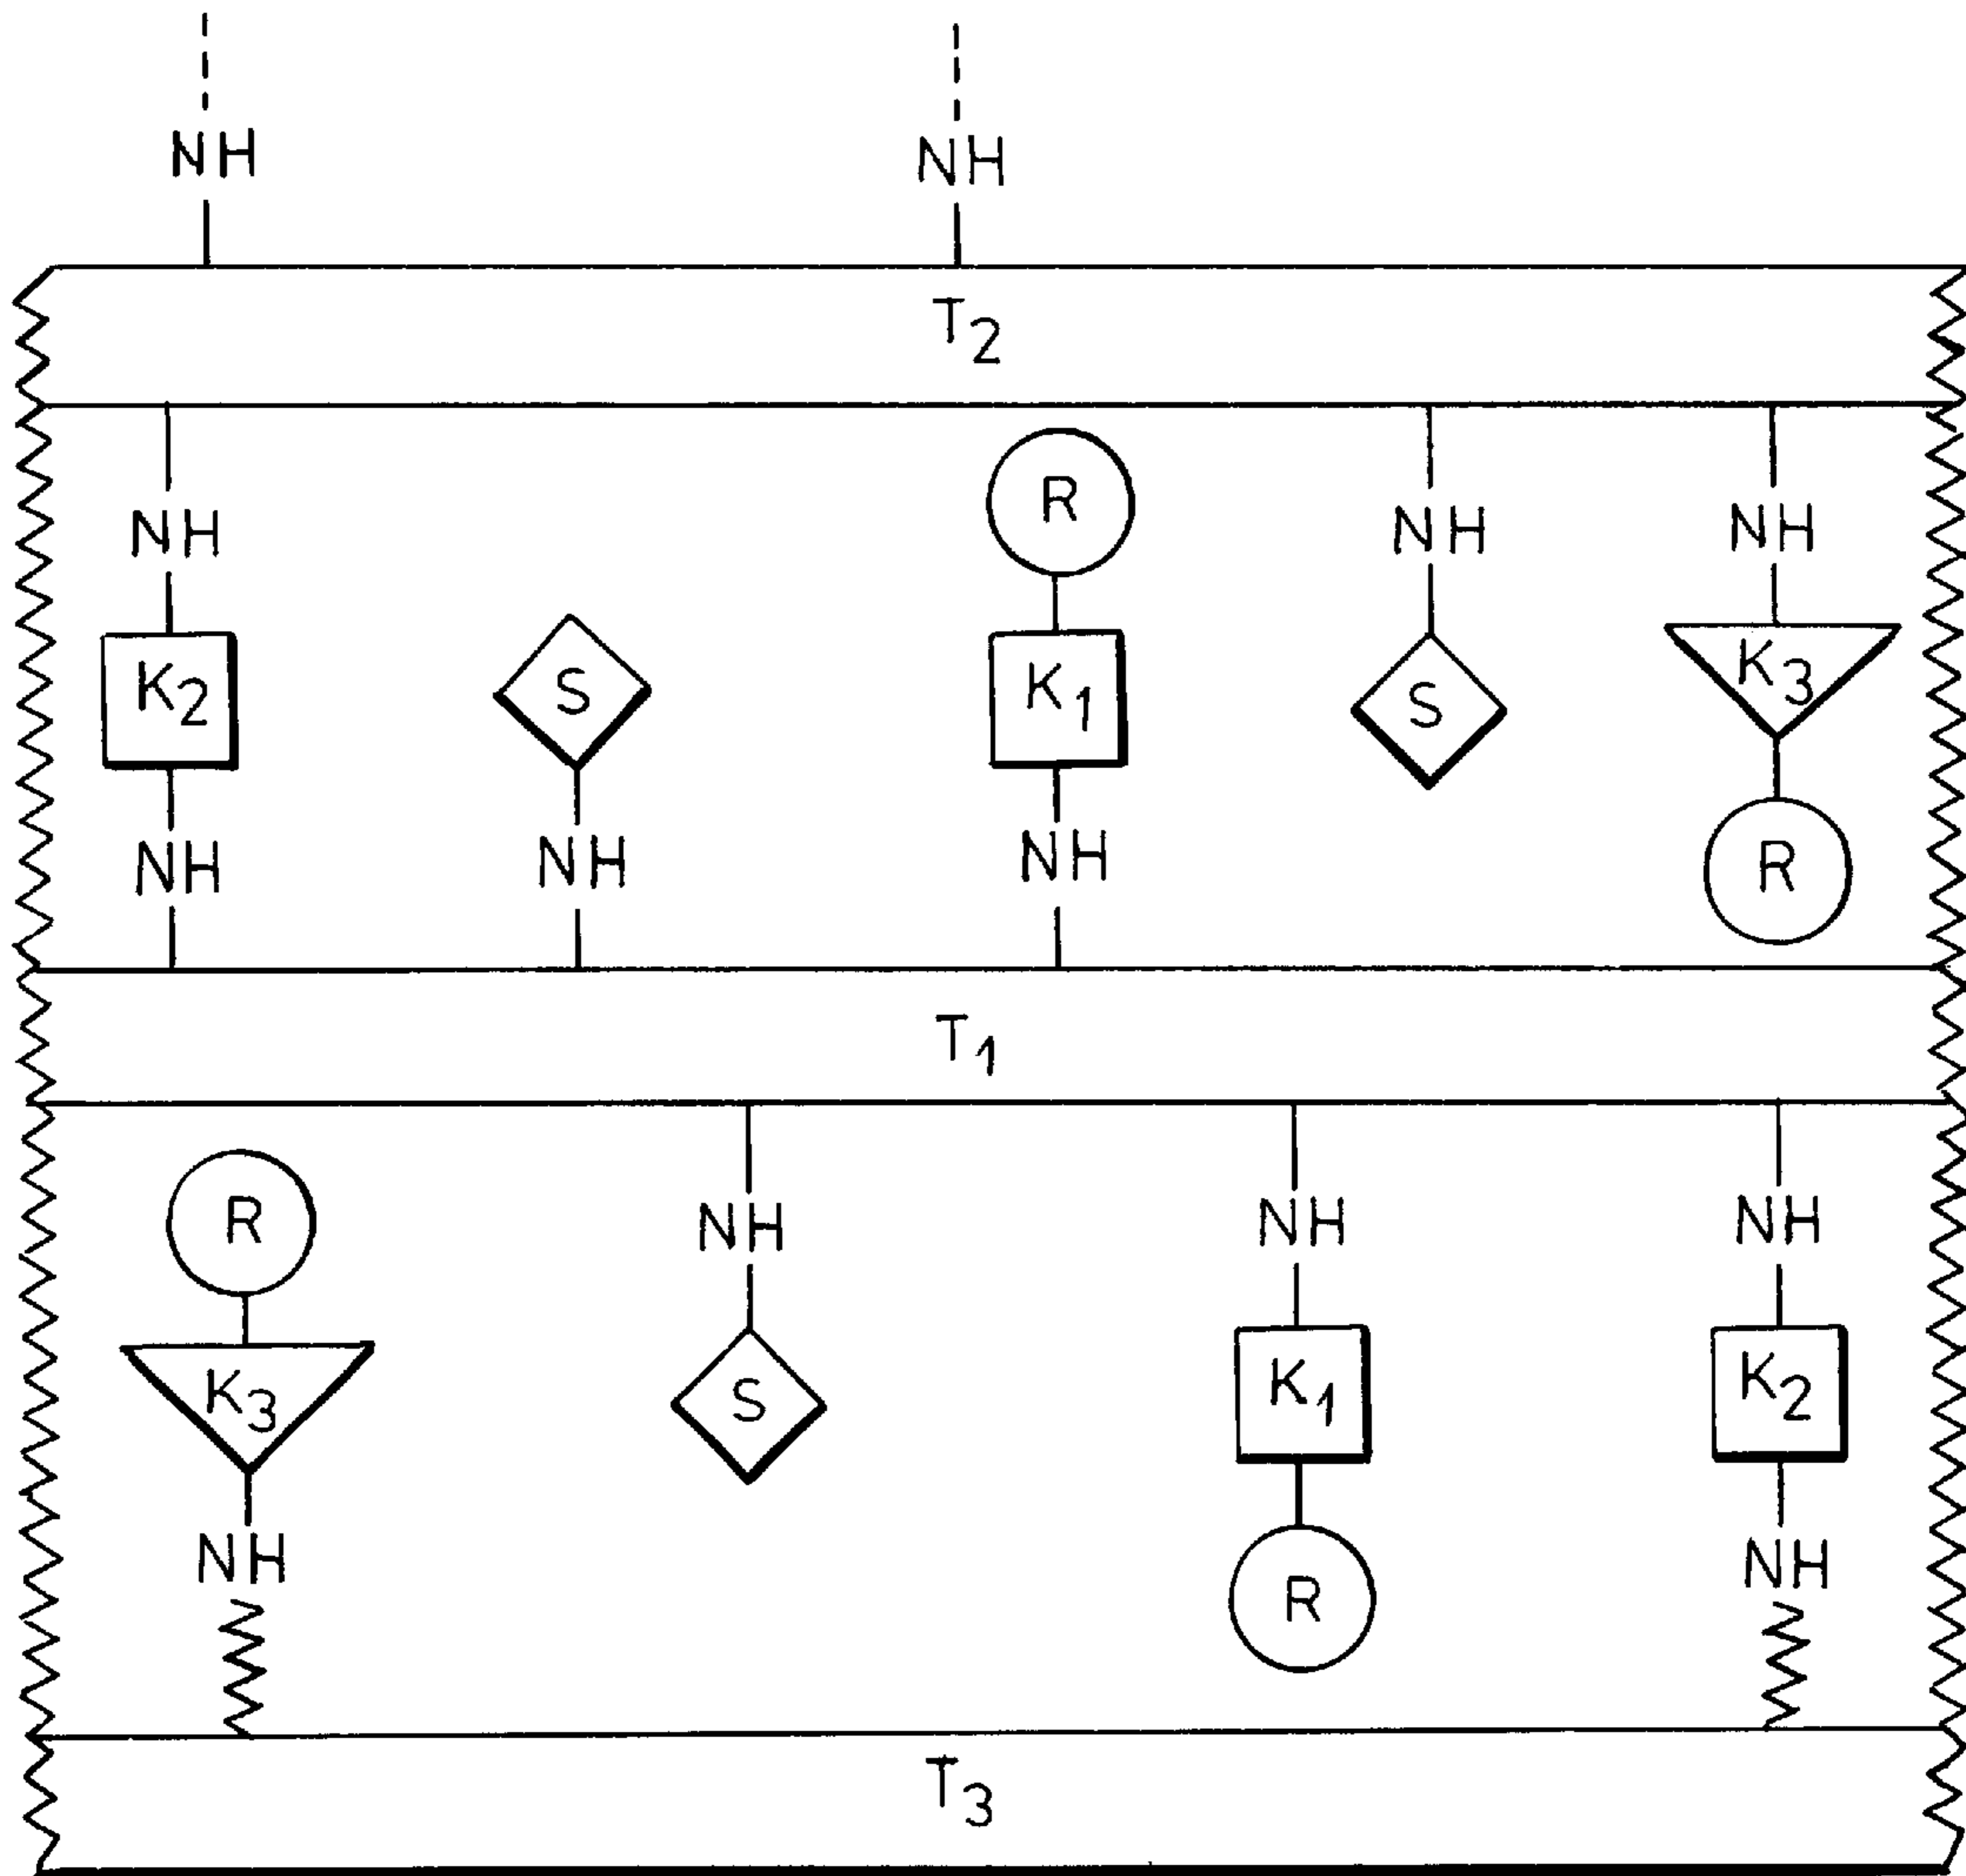 NH NH
T2
R
NH NH NH
K2 S K1 S K3
NH NH NH R
T1
R NH NH NH
K3 S K1 K2
NH R NH
T3